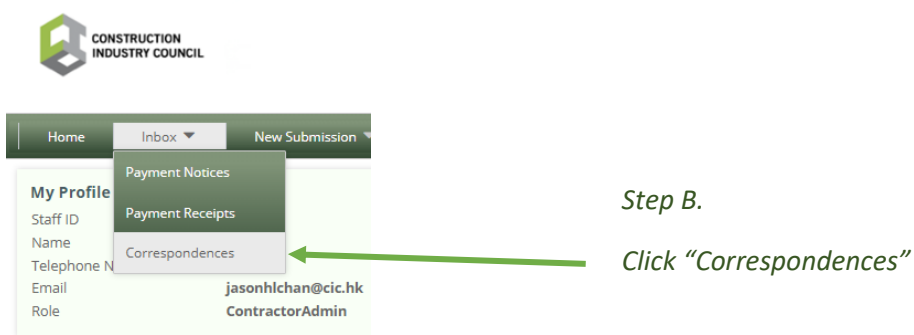 CONSTRUCTION
INDUSTRY COUNCIL
Home Inbox New Submission
Payment Notices
Payment Receipts
Correspondences
My Profile
Staff ID
Name
Telephone N
Email jasonhlchan@cic.hk
Role ContractorAdmin
Step B.
Click “Correspondences”